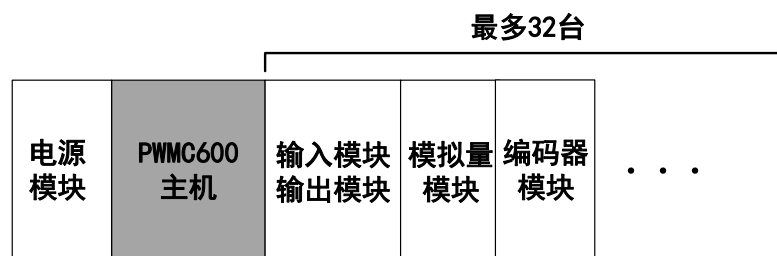 最多32台
电源
模块
PWMC600
主机
输入模块
输出模块
模拟量
模块
编码器
模块
· · ·